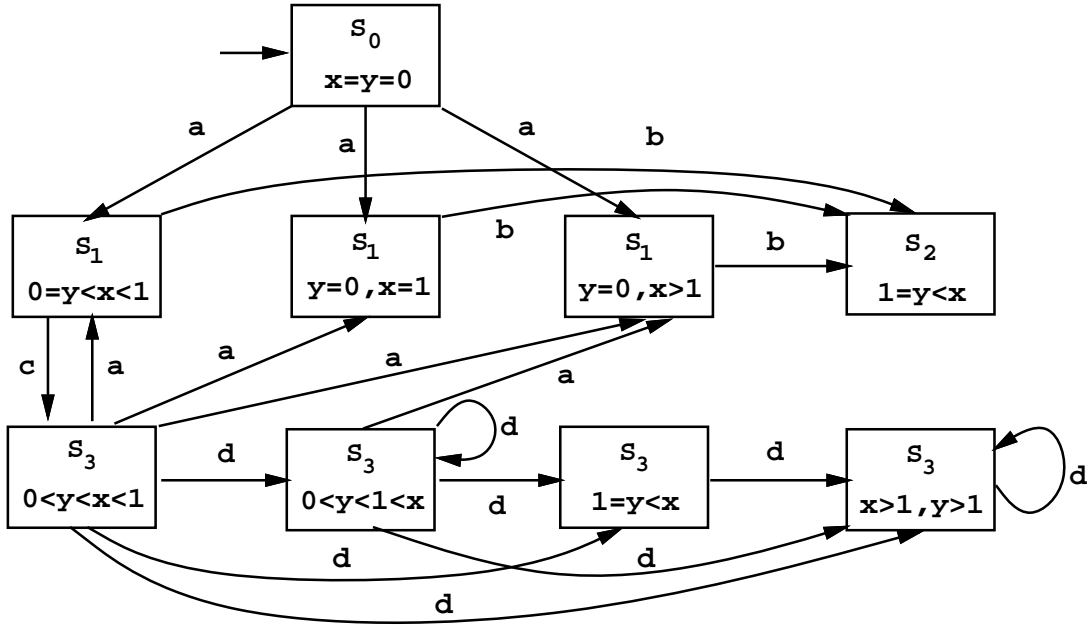 S0
x=y=0
a
a
a
b
S1
0=y<x<1
S1
y=0,x=1
b
S1
y=0,x>1
b
S2
1=y<x
c
a
a
a
a
S3
0<y<x<1
d
S3
0<y<1<x
d
d
S3
1=y<x
d
S3
x>1,y>1
d
d
d
d